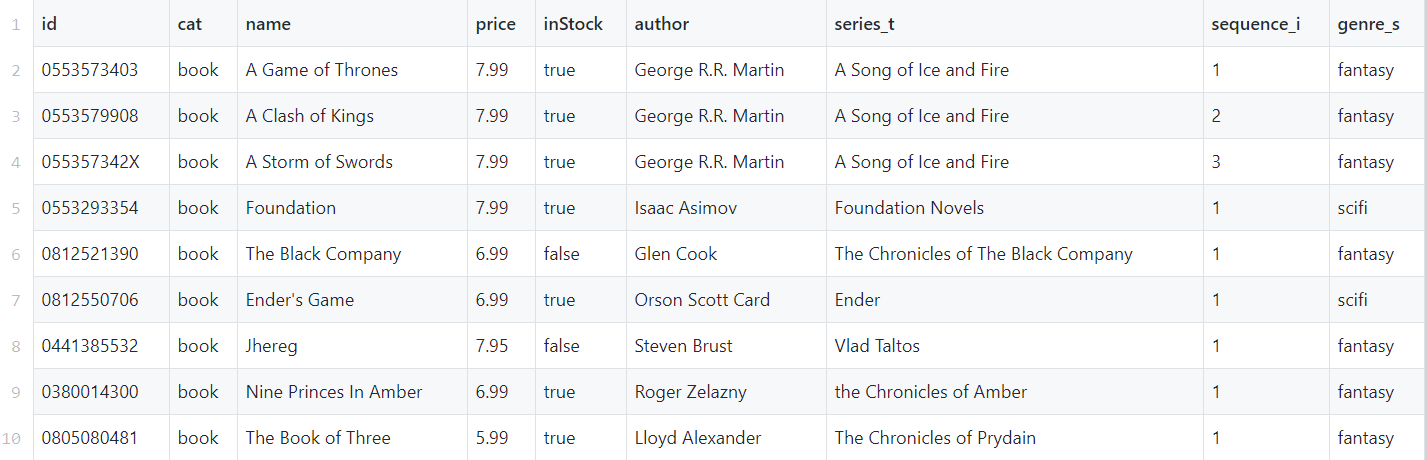 1 id cat name price inStock author series_t sequence_i genre_s
2 0553573403 book A Game of Thrones 7.99 true George R.R. Martin A Song of Ice and Fire 1 fantasy
3 0553579908 book A Clash of Kings 7.99 true George R.R. Martin A Song of Ice and Fire 2 fantasy
4 055357342X book A Storm of Swords 7.99 true George R.R. Martin A Song of Ice and Fire 3 fantasy
5 0553293354 book Foundation 7.99 true Isaac Asimov Foundation Novels 1 scifi
6 0812521390 book The Black Company 6.99 false Glen Cook The Chronicles of The Black Company 1 fantasy
7 0812550706 book Ender's Game 6.99 true Orson Scott Card Ender 1 scifi
8 0441385532 book Jhereg 7.95 false Steven Brust Vlad Taltos 1 fantasy
9 0380014300 book Nine Princes In Amber 6.99 true Roger Zelazny the Chronicles of Amber 1 fantasy
10 0805080481 book The Book of Three 5.99 true Lloyd Alexander The Chronicles of Prydain 1 fantasy